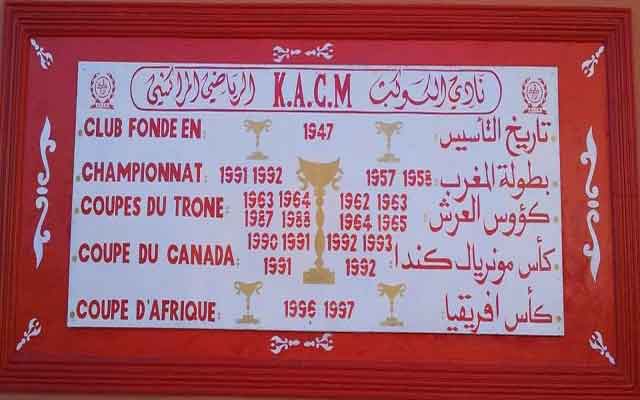 نادي الكوكب K.A.C.M الرياضي المراكشي
CLUB FONDE EN: 1947 تاريخ التأسيس:
CHAMPIONNAT: 1991 1992 1957 1958 بطولة المغرب:
COUPES DU TRONE: 1963 1964 1962 1963 كؤوس العرش:
1987 1988 1964 1965
1990 1991 1992 1993
COUPE DU CANADA: 1991 1992 كأس مونريال كندا:
COUPE D'AFRIQUE: 1996 1997 كأس افريقيا: